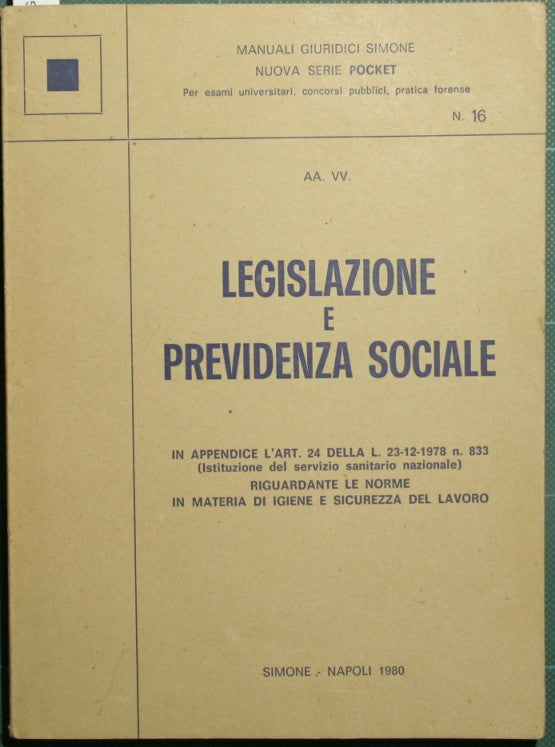 MANUALI GIURIDICI SIMONE
NUOVA SERIE POCKET
Per esami universitari, concorsi pubblici, pratica forense
N. 16
AA. VV.
LEGISLAZIONE
E
PREVIDENZA SOCIALE
IN APPENDICE L'ART. 24 DELLA L. 23-12-1978 n. 833
(Istituzione del servizio sanitario nazionale)
RIGUARDANTE LE NORME
IN MATERIA DI IGIENE E SICUREZZA DEL LAVORO
SIMONE - NAPOLI 1980